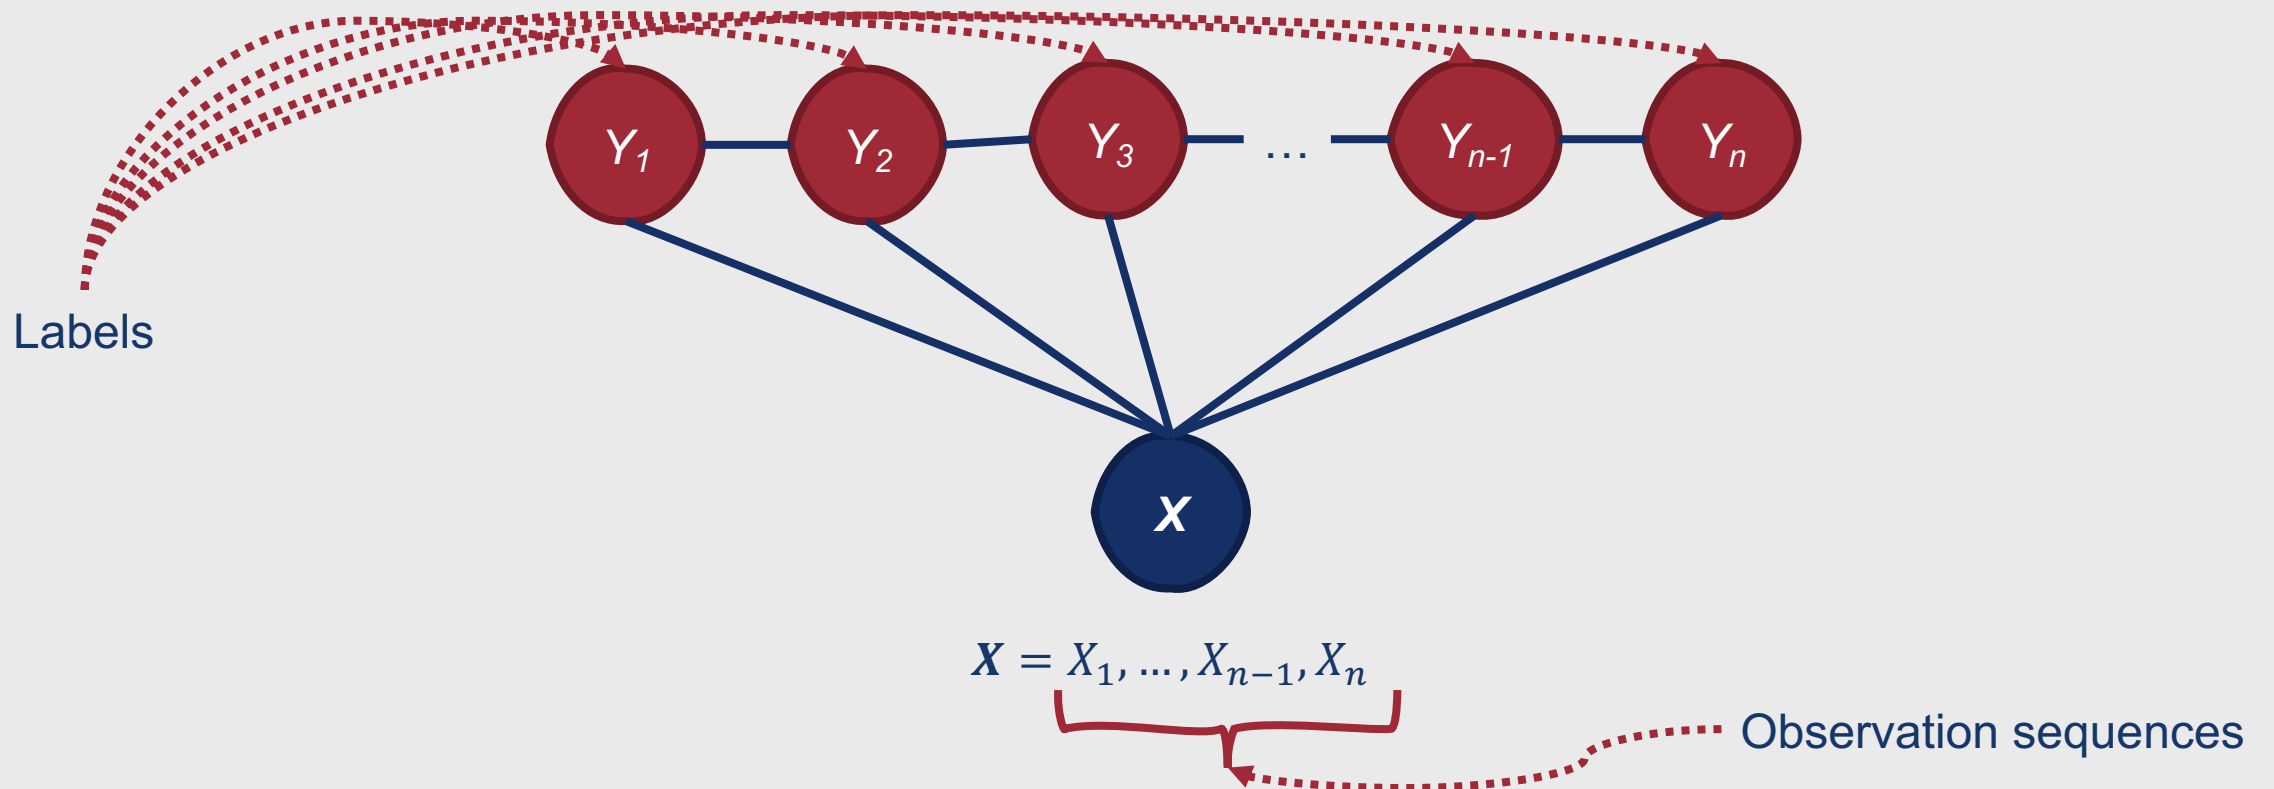 Y₁ Y₂ Y₃ … Yₙ₋₁ Yₙ
Labels
X
X = X₁, … , Xₙ₋₁, Xₙ
Observation sequences